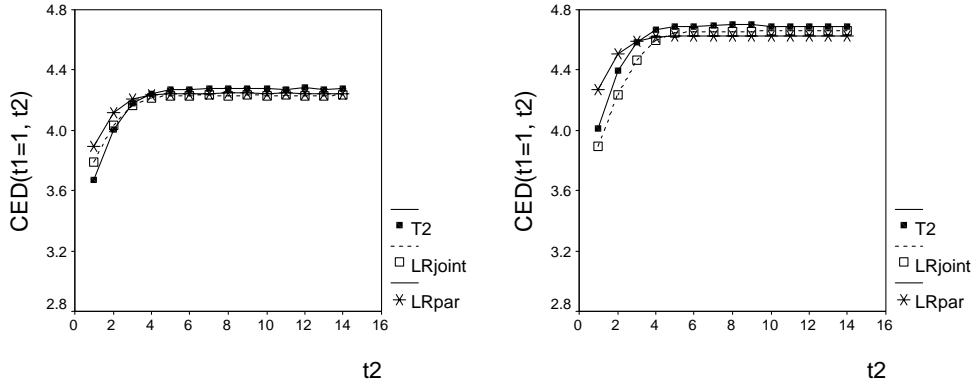 CED(t1=1, t2)
4.8
4.4
4.0
3.6
3.2
2.8
0 2 4 6 8 10 12 14 16
t2
T2
LRjoint
LRpar
CED(t1=1, t2)
4.8
4.4
4.0
3.6
3.2
2.8
0 2 4 6 8 10 12 14 16
t2
T2
LRjoint
LRpar